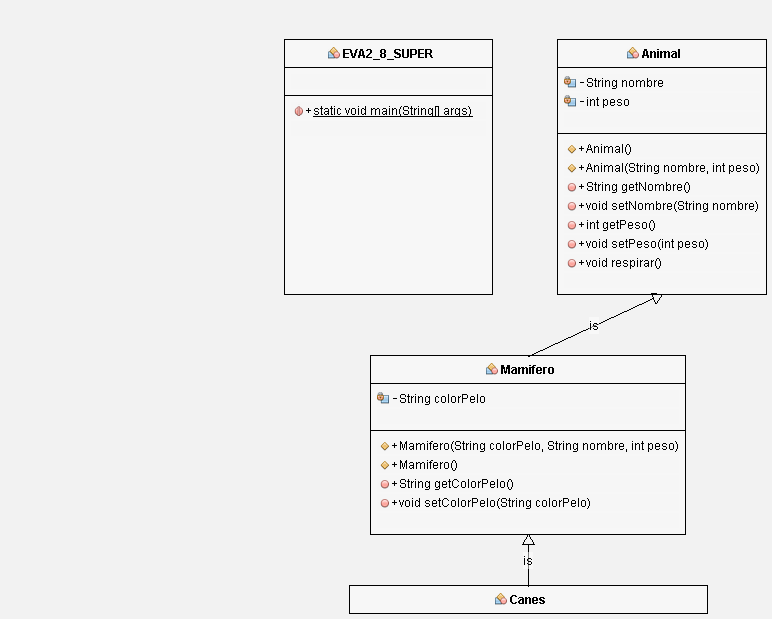 EVA2_8_SUPER
+static void main(String[] args)
Animal
-String nombre
-int peso
+Animal()
+Animal(String nombre, int peso)
+String getNombre()
+void setNombre(String nombre)
+int getPeso()
+void setPeso(int peso)
+void respirar()
is
Mamifero
-String colorPelo
+Mamifero(String colorPelo, String nombre, int peso)
+Mamifero()
+String getColorPelo()
+void setColorPelo(String colorPelo)
is
Canes